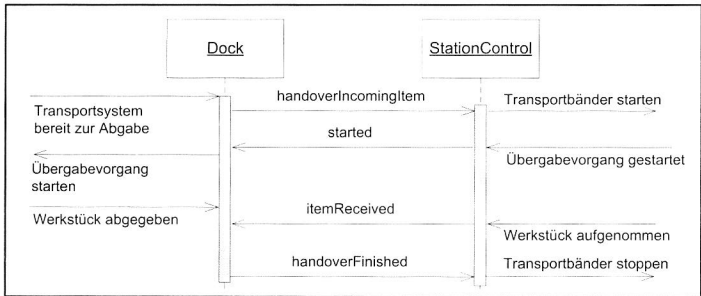 Dock
StationControl
handoverIncomingItem
Transportbänder starten
Transportsystem
bereit zur Abgabe
started
Übergabevorgang gestartet
Übergabevorgang
starten
itemReceived
Werkstück abgegeben
Werkstück aufgenommen
handoverFinished
Transportbänder stoppen